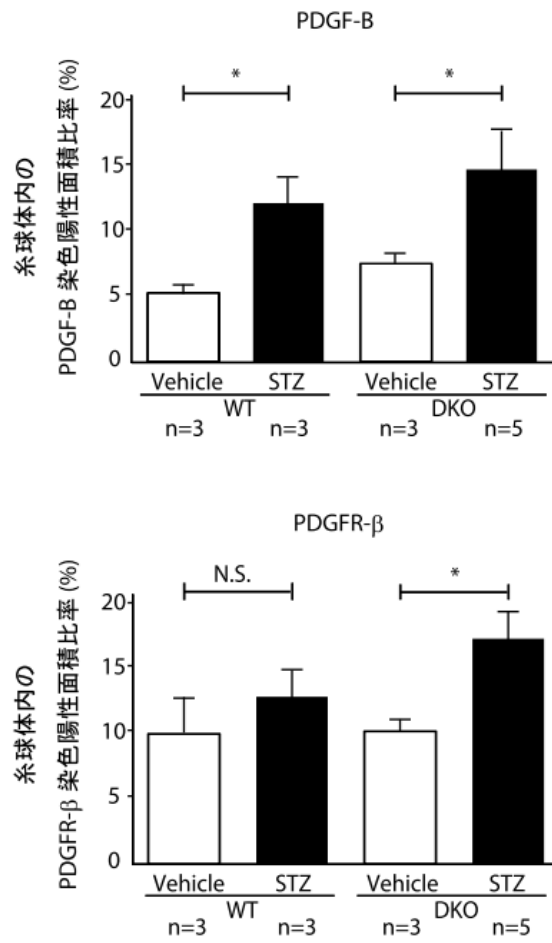 PDGF-B
* *
糸球体内の
PDGF-B 染色陽性面積比率 (%)
20
15
10
5
0
Vehicle STZ Vehicle STZ
WT DKO
n=3 n=3 n=3 n=5
PDGFR-β
N.S. *
糸球体内の
PDGFR-β 染色陽性面積比率 (%)
20
15
10
5
0
Vehicle STZ Vehicle STZ
WT DKO
n=3 n=3 n=3 n=5